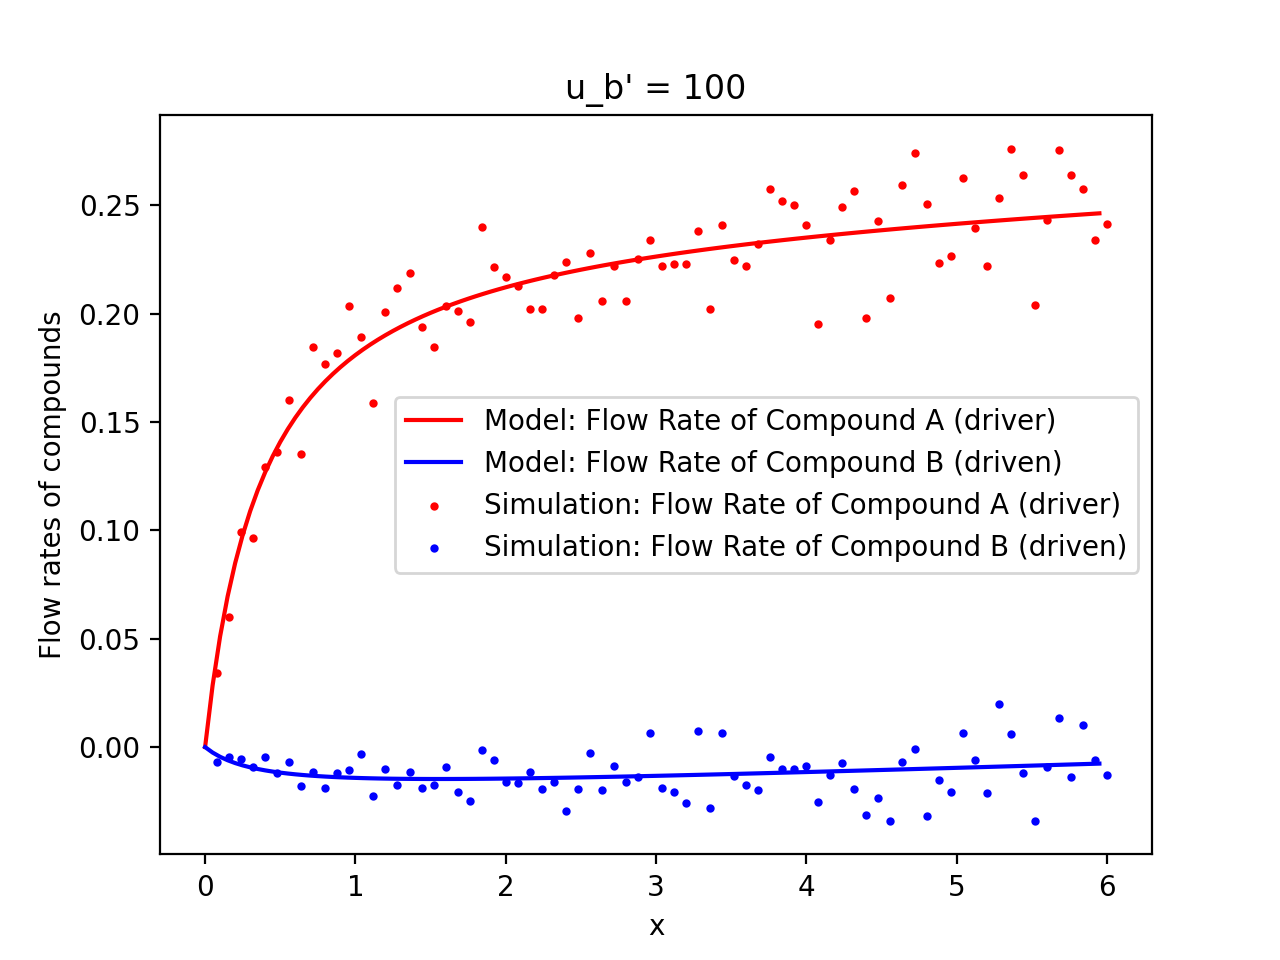 u_b' = 100
Flow rates of compounds
0.25
0.20
0.15
0.10
0.05
0.00
Model: Flow Rate of Compound A (driver)
Model: Flow Rate of Compound B (driven)
Simulation: Flow Rate of Compound A (driver)
Simulation: Flow Rate of Compound B (driven)
0 1 2 3 4 5 6
x